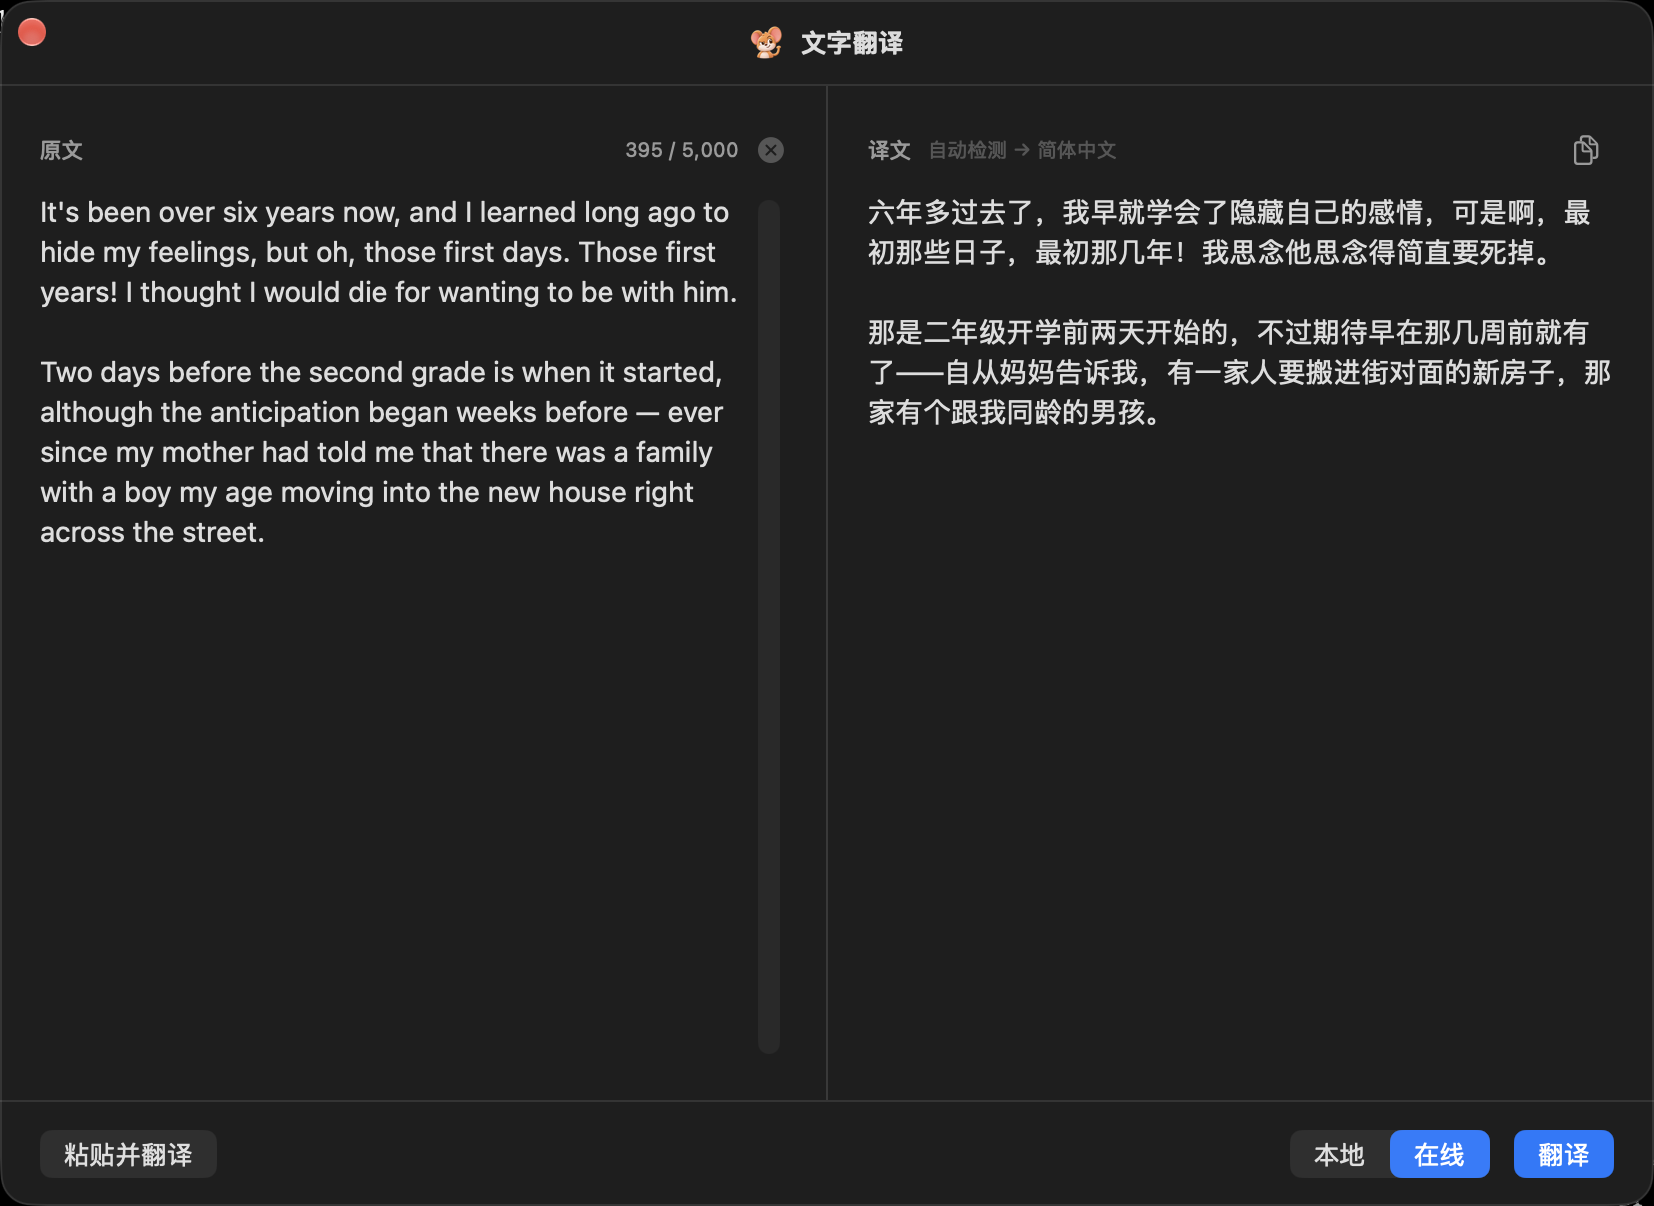 文字翻译
原文
395 / 5,000
It's been over six years now, and I learned long ago to
hide my feelings, but oh, those first days. Those first
years! I thought I would die for wanting to be with him.
Two days before the second grade is when it started,
although the anticipation began weeks before — ever
since my mother had told me that there was a family
with a boy my age moving into the new house right
across the street.
译文 自动检测 → 简体中文
六年多过去了，我早就学会了隐藏自己的感情，可是啊，最
初那些日子，最初那几年！我思念他思念得简直要死掉。
那是二年级开学前两天开始的，不过期待早在那几周前就有
了——自从妈妈告诉我，有一家人要搬进街对面的新房子，那
家有个跟我同龄的男孩。
粘贴并翻译
本地 在线 翻译